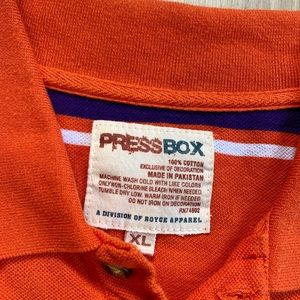 PRESSBOX
100% COTTON
EXCLUSIVE OF DECORATION
MADE IN PAKISTAN
MACHINE WASH COLD WITH LIKE COLORS
ONLY NON-CHLORINE BLEACH WHEN NEEDED
TUMBLE DRY LOW. WARM IRON IF NEEDED
DO NOT IRON ON DECORATION
RN74602
A DIVISION OF ROYCE APPAREL
XL